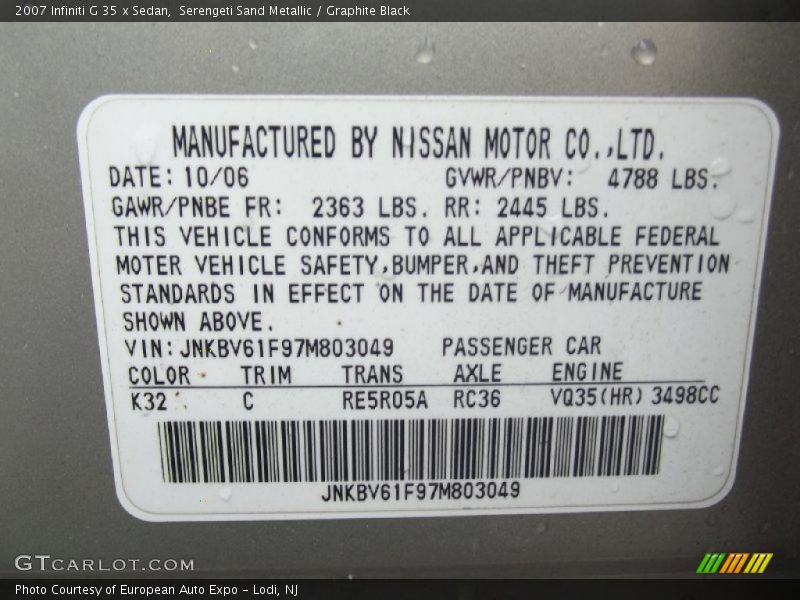 2007 Infiniti G 35 x Sedan,  Serengeti Sand Metallic / Graphite Black
MANUFACTURED BY NISSAN MOTOR CO.,LTD.
DATE: 10/06 GVWR/PNBV: 4788 LBS.
GAWR/PNBE FR: 2363 LBS. RR: 2445 LBS.
THIS VEHICLE CONFORMS TO ALL APPLICABLE FEDERAL
MOTER VEHICLE SAFETY,BUMPER,AND THEFT PREVENTION
STANDARDS IN EFFECT ON THE DATE OF MANUFACTURE
SHOWN ABOVE.
VIN: JNKBV61F97M803049 PASSENGER CAR
COLOR TRIM TRANS AXLE ENGINE
K32 C RE5R05A RC36 VQ35(HR) 3498CC
JNKBV61F97M803049
GTCARLOT.COM
Photo Courtesy of European Auto Expo - Lodi, NJ